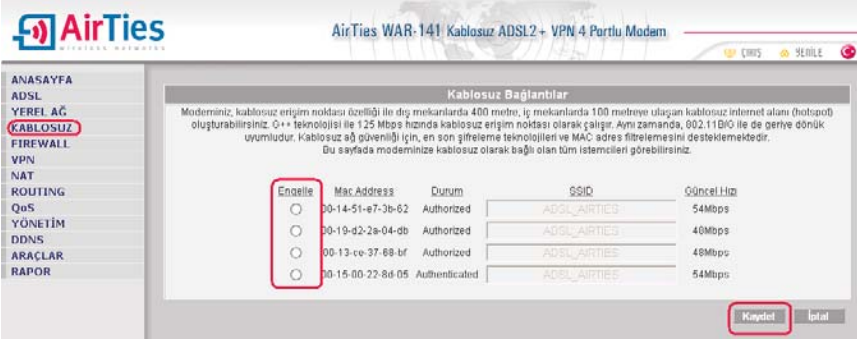 AirTies
wireless networks
AirTies WAR-141 Kablosuz ADSL2+ VPN 4 Portlu Modem
ÇIKIŞ YENİLE
ANASAYFA
ADSL
YEREL AĞ
KABLOSUZ
FIREWALL
VPN
NAT
ROUTING
QoS
YÖNETİM
DDNS
ARAÇLAR
RAPOR
Kablosuz Bağlantılar
Modeminiz, kablosuz erişim noktası özelliği ile dış mekanlarda 400 metre, iç mekanlarda 100 metreye ulaşan kablosuz internet alanı (hotspot)
oluşturabilirsiniz. G++ teknolojisi ile 125 Mbps hızında kablosuz erişim noktası olarak çalışır. Aynı zamanda, 802.11B/G ile de geriye dönük
uyumludur. Kablosuz ağ güvenliği için, en son şifreleme teknolojileri ve MAC adres filtrelemesini desteklemektedir.
Bu sayfada modeminize kablosuz olarak bağlı olan tüm istemcileri görebilirsiniz.
Engelle Mac Address Durum SSID Güncel Hızı
00-14-51-e7-3b-62 Authorized ADSL_AIRTIES 54Mbps
00-19-d2-2a-04-db Authorized ADSL_AIRTIES 48Mbps
00-13-ce-37-68-bf Authorized ADSL_AIRTIES 48Mbps
00-15-00-22-8d-05 Authenticated ADSL_AIRTIES 54Mbps
Kaydet İptal